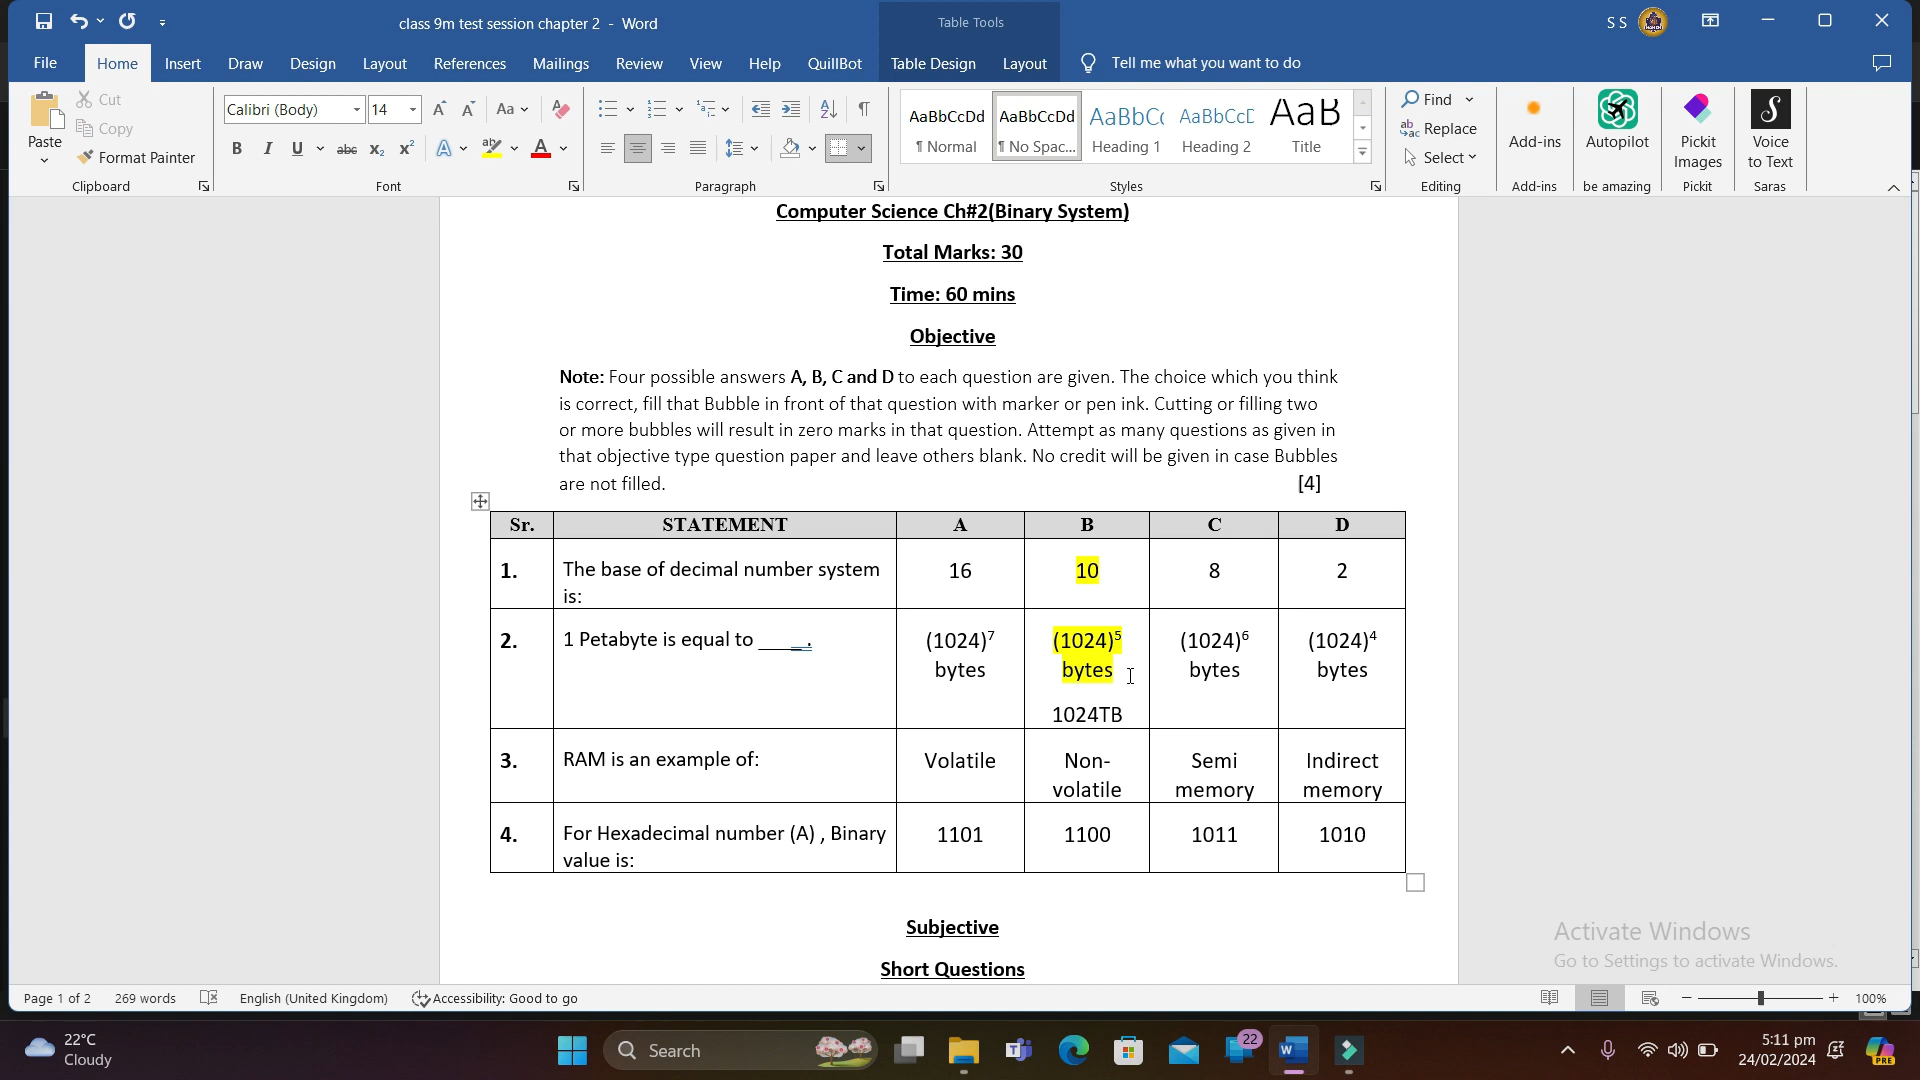 class 9m test session chapter 2 - Word
Table Tools
S S
File Home Insert Draw Design Layout References Mailings Review View Help QuillBot Table Design Layout Tell me what you want to do
Paste
Cut
Copy
Format Painter
Clipboard
Calibri (Body) 14
Font
Paragraph
AaBbCcDd
¶ Normal
AaBbCcDd
¶ No Spac...
AaBbC
Heading 1
AaBbCc
Heading 2
AaB
Title
Styles
Find
Replace
Select
Editing
Add-ins
Add-ins
Autopilot
be amazing
Pickit
Images
Pickit
Voice
to Text
Saras
Computer Science Ch#2(Binary System)
Total Marks: 30
Time: 60 mins
Objective
Note: Four possible answers A, B, C and D to each question are given. The choice which you think
is correct, fill that Bubble in front of that question with marker or pen ink. Cutting or filling two
or more bubbles will result in zero marks in that question. Attempt as many questions as given in
that objective type question paper and leave others blank. No credit will be given in case Bubbles
are not filled. [4]
Sr. STATEMENT A B C D
1. The base of decimal number system 16 10 8 2
is:
2. 1 Petabyte is equal to ____. (1024)⁷ (1024)⁵ (1024)⁶ (1024)⁴
bytes bytes bytes bytes
1024TB
3. RAM is an example of: Volatile Non- Semi Indirect
volatile memory memory
4. For Hexadecimal number (A) , Binary 1101 1100 1011 1010
value is:
Subjective
Short Questions
Activate Windows
Go to Settings to activate Windows.
Page 1 of 2 269 words English (United Kingdom) Accessibility: Good to go 100%
22°C
Cloudy
Search
22
5:11 pm
24/02/2024
PRE